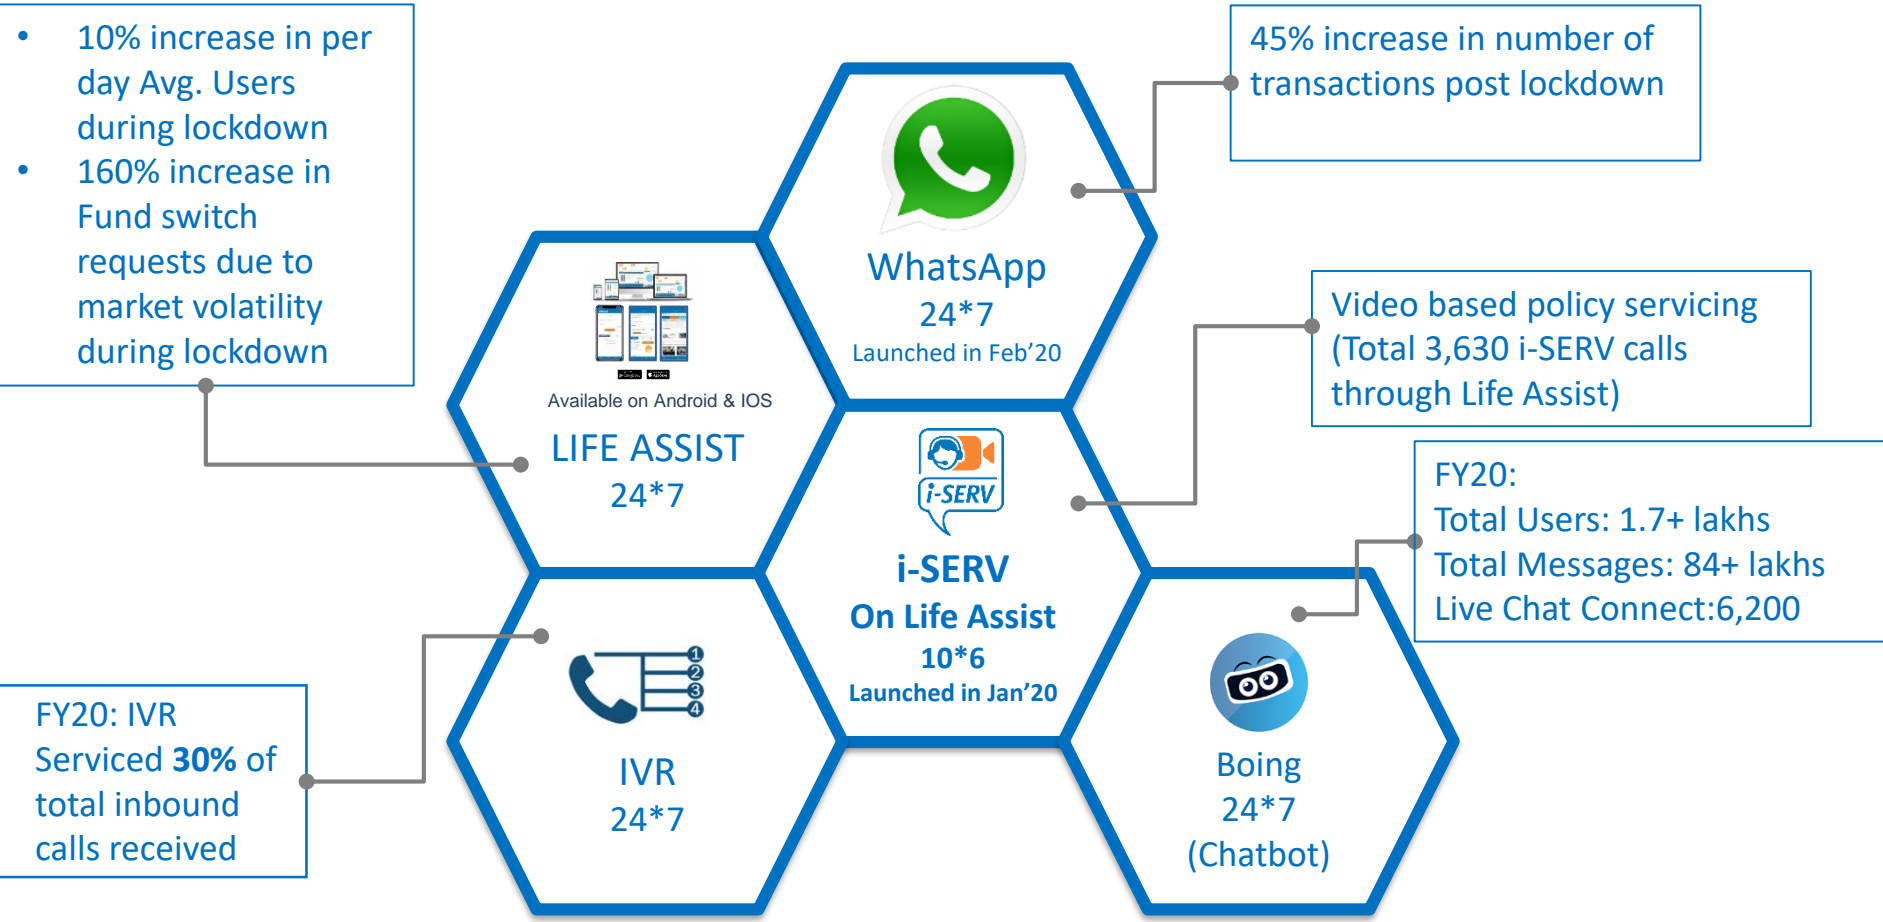 • 10% increase in per
day Avg. Users
during lockdown
• 160% increase in
Fund switch
requests due to
market volatility
during lockdown
45% increase in number of
transactions post lockdown
WhatsApp
24*7
Launched in Feb’20
Available on Android & IOS
LIFE ASSIST
24*7
Video based policy servicing
(Total 3,630 i-SERV calls
through Life Assist)
i-SERV
i-SERV
On Life Assist
10*6
Launched in Jan’20
FY20:
Total Users: 1.7+ lakhs
Total Messages: 84+ lakhs
Live Chat Connect:6,200
FY20: IVR
Serviced 30% of
total inbound
calls received
1
2
3
4
IVR
24*7
Boing
24*7
(Chatbot)